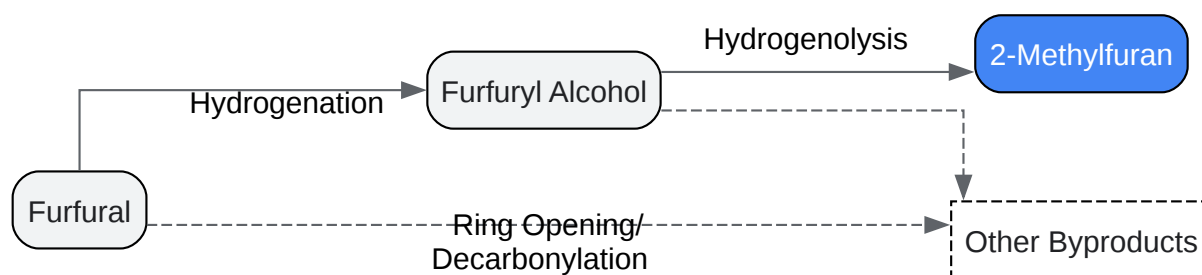 Hydrogenolysis
2-Methylfuran
Furfuryl Alcohol
Hydrogenation
Furfural
Ring Opening/
Decarbonylation
Other Byproducts